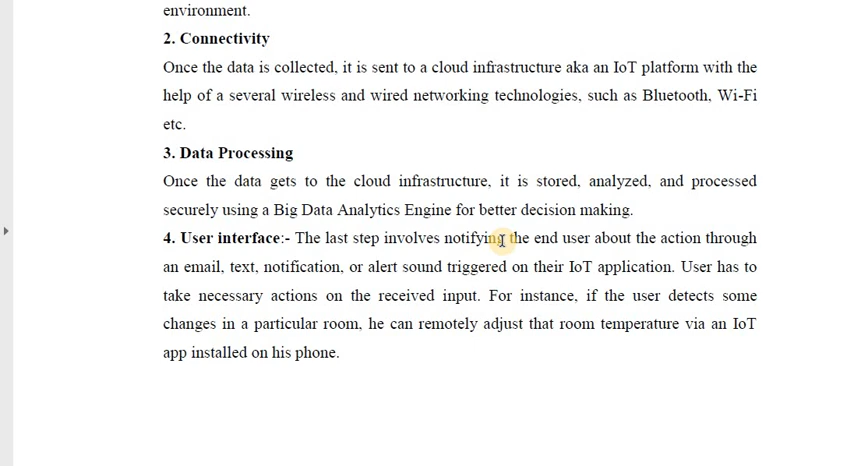 environment.
2. Connectivity
Once the data is collected, it is sent to a cloud infrastructure aka an IoT platform with the
help of a several wireless and wired networking technologies, such as Bluetooth, Wi-Fi
etc.
3. Data Processing
Once the data gets to the cloud infrastructure, it is stored, analyzed, and processed
securely using a Big Data Analytics Engine for better decision making.
4. User interface:- The last step involves notifying the end user about the action through
an email, text, notification, or alert sound triggered on their IoT application. User has to
take necessary actions on the received input. For instance, if the user detects some
changes in a particular room, he can remotely adjust that room temperature via an IoT
app installed on his phone.